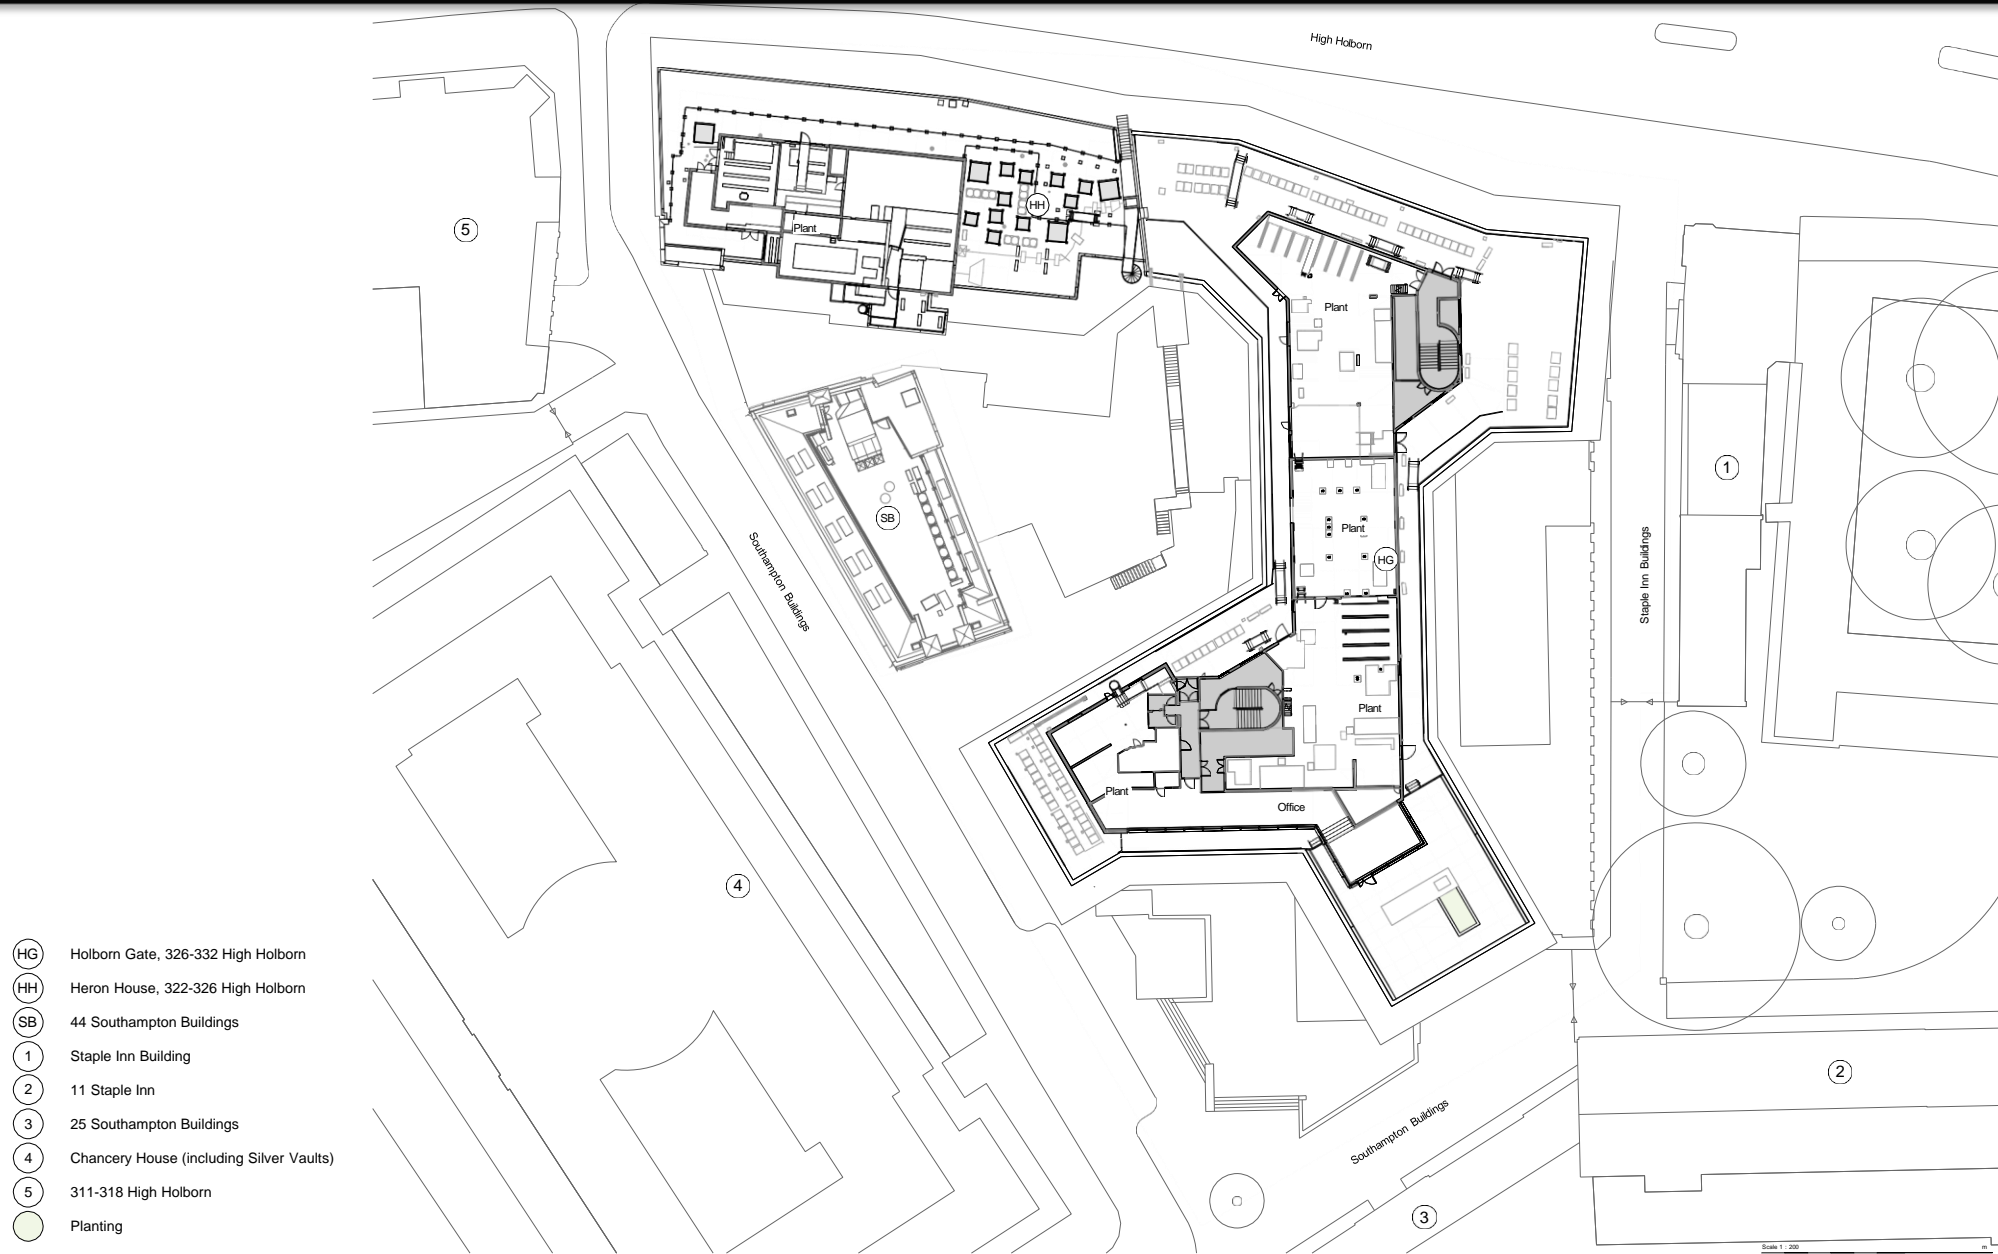 High Holborn
5
HH
Plant
Plant
1
SB
Plant
HG
Southampton Buildings
Staple Inn Buildings
Plant
Plant
Office
4
2
Southampton Buildings
3
HG Holborn Gate, 326-332 High Holborn
HH Heron House, 322-326 High Holborn
SB 44 Southampton Buildings
1 Staple Inn Building
2 11 Staple Inn
3 25 Southampton Buildings
4 Chancery House (including Silver Vaults)
5 311-318 High Holborn
Planting
Scale 1 : 200 m